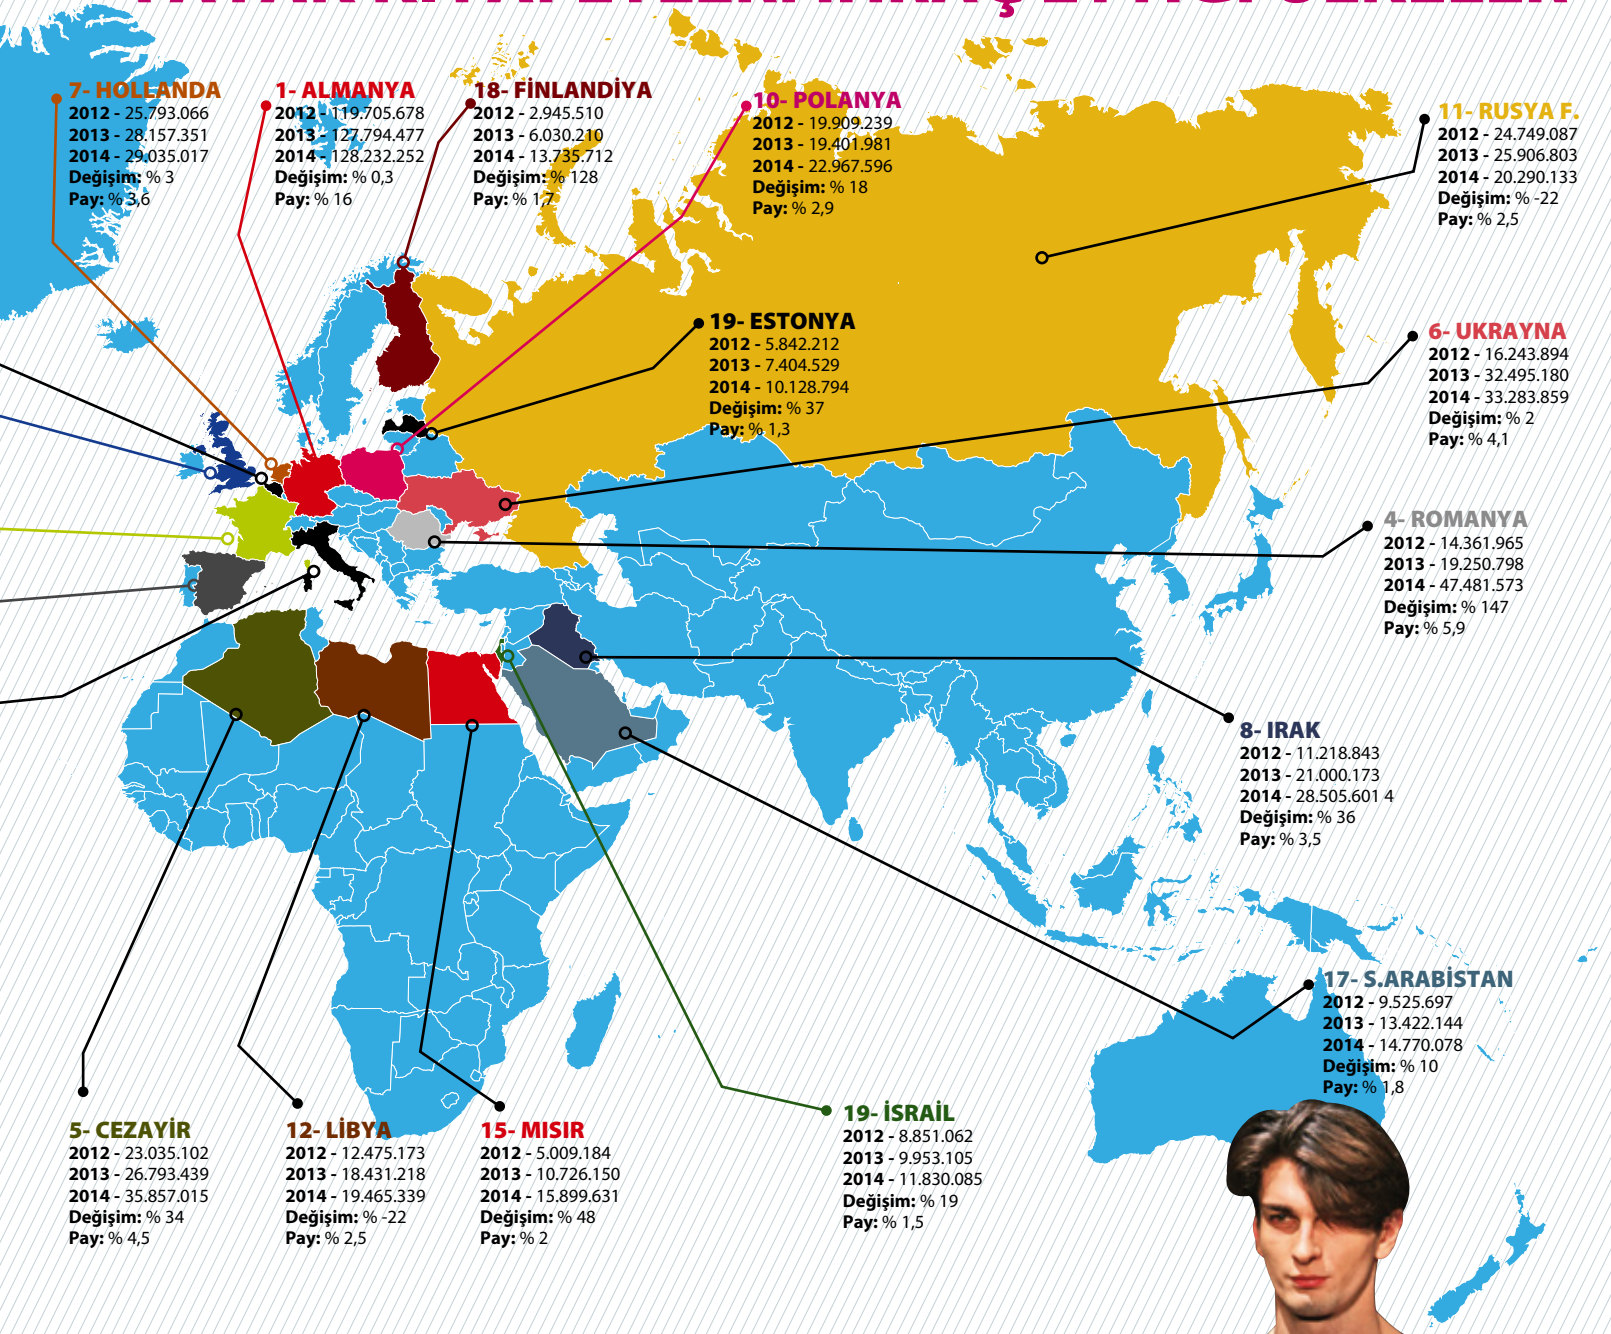 7- HOLLANDA
2012 - 25.793.066
2013 - 28.157.351
2014 - 29.035.017
Değişim: % 3
Pay: % 3,6
1- ALMANYA
2012 - 119.705.678
2013 - 127.794.477
2014 - 128.232.252
Değişim: % 0,3
Pay: % 16
18- FİNLANDİYA
2012 - 2.945.510
2013 - 6.030.210
2014 - 13.735.712
Değişim: % 128
Pay: % 1,7
10- POLANYA
2012 - 19.909.239
2013 - 19.401.981
2014 - 22.967.596
Değişim: % 18
Pay: % 2,9
11- RUSYA F.
2012 - 24.749.087
2013 - 25.906.803
2014 - 20.290.133
Değişim: % -22
Pay: % 2,5
19- ESTONYA
2012 - 5.842.212
2013 - 7.404.529
2014 - 10.128.794
Değişim: % 37
Pay: % 1,3
6- UKRAYNA
2012 - 16.243.894
2013 - 32.495.180
2014 - 33.283.859
Değişim: % 2
Pay: % 4,1
4- ROMANYA
2012 - 14.361.965
2013 - 19.250.798
2014 - 47.481.573
Değişim: % 147
Pay: % 5,9
8- IRAK
2012 - 11.218.843
2013 - 21.000.173
2014 - 28.505.601 4
Değişim: % 36
Pay: % 3,5
17- S.ARABİSTAN
2012 - 9.525.697
2013 - 13.422.144
2014 - 14.770.078
Değişim: % 10
Pay: % 1,8
5- CEZAYİR
2012 - 23.035.102
2013 - 26.793.439
2014 - 35.857.015
Değişim: % 34
Pay: % 4,5
12- LİBYA
2012 - 12.475.173
2013 - 18.431.218
2014 - 19.465.339
Değişim: % -22
Pay: % 2,5
15- MISIR
2012 - 5.009.184
2013 - 10.726.150
2014 - 15.899.631
Değişim: % 48
Pay: % 2
19- İSRAİL
2012 - 8.851.062
2013 - 9.953.105
2014 - 11.830.085
Değişim: % 19
Pay: % 1,5